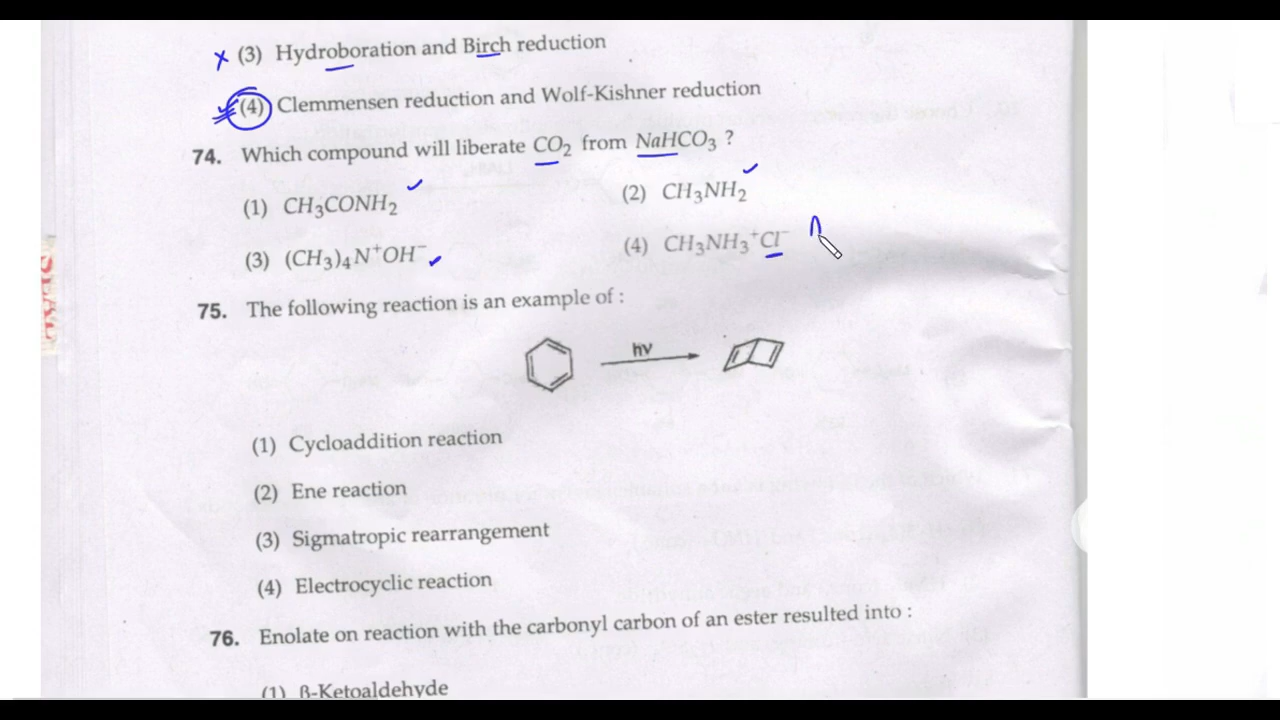 (3) Hydroboration and Birch reduction
(4) Clemmensen reduction and Wolf-Kishner reduction
74. Which compound will liberate CO₂ from NaHCO₃ ?
(1) CH₃CONH₂ (2) CH₃NH₂
(3) (CH₃)₄N⁺OH⁻ (4) CH₃NH₃⁺Cl⁻
75. The following reaction is an example of :
hν
(1) Cycloaddition reaction
(2) Ene reaction
(3) Sigmatropic rearrangement
(4) Electrocyclic reaction
76. Enolate on reaction with the carbonyl carbon of an ester resulted into :
(1) β-Ketoaldehyde